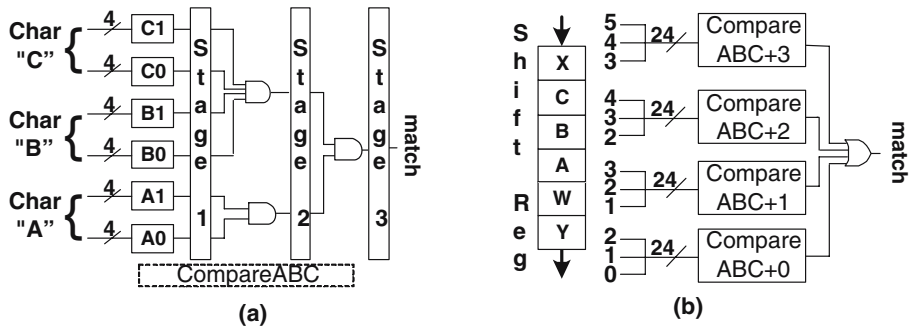 Char "C"
4
4
C1
C0
Char "B"
4
4
B1
B0
Char "A"
4
4
A1
A0
Stage 1
Stage 2
Stage 3
match
CompareABC
(a)
Shift Reg
X
C
B
A
W
Y
5
4
3
24
Compare
ABC+3
4
3
2
24
Compare
ABC+2
3
2
1
24
Compare
ABC+1
2
1
0
24
Compare
ABC+0
match
(b)